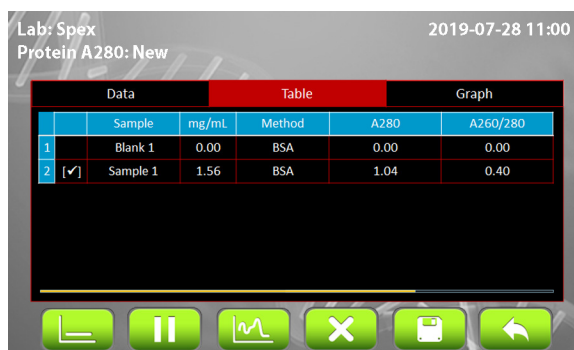 Lab: Spex 2019-07-28 11:00
Protein A280: New
Data Table Graph
Sample mg/mL Method A280 A260/280
1 Blank 1 0.00 BSA 0.00 0.00
2 [✔] Sample 1 1.56 BSA 1.04 0.40